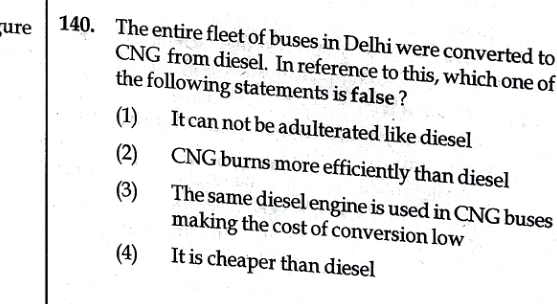 140. The entire fleet of buses in Delhi were converted to
CNG from diesel. In reference to this, which one of
the following statements is false ?
(1) It can not be adulterated like diesel
(2) CNG burns more efficiently than diesel
(3) The same diesel engine is used in CNG buses
making the cost of conversion low
(4) It is cheaper than diesel